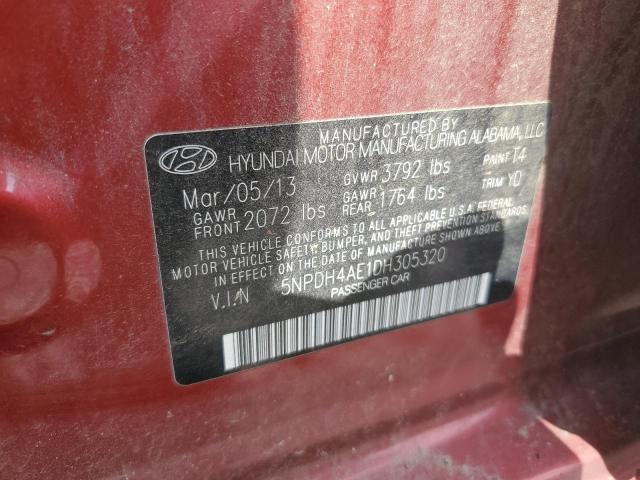 MANUFACTURED BY
HYUNDAI MOTOR MANUFACTURING ALABAMA, LLC
Mar/05/13 GVWR 3792 lbs PAINT T4
GAWR FRONT 2072 lbs GAWR REAR 1764 lbs TRIM YD
THIS VEHICLE CONFORMS TO ALL APPLICABLE U.S.A. FEDERAL
MOTOR VEHICLE SAFETY, BUMPER, AND THEFT PREVENTION STANDARDS
IN EFFECT ON THE DATE OF MANUFACTURE SHOWN ABOVE.
V.I.N 5NPDH4AE1DH305320
PASSENGER CAR